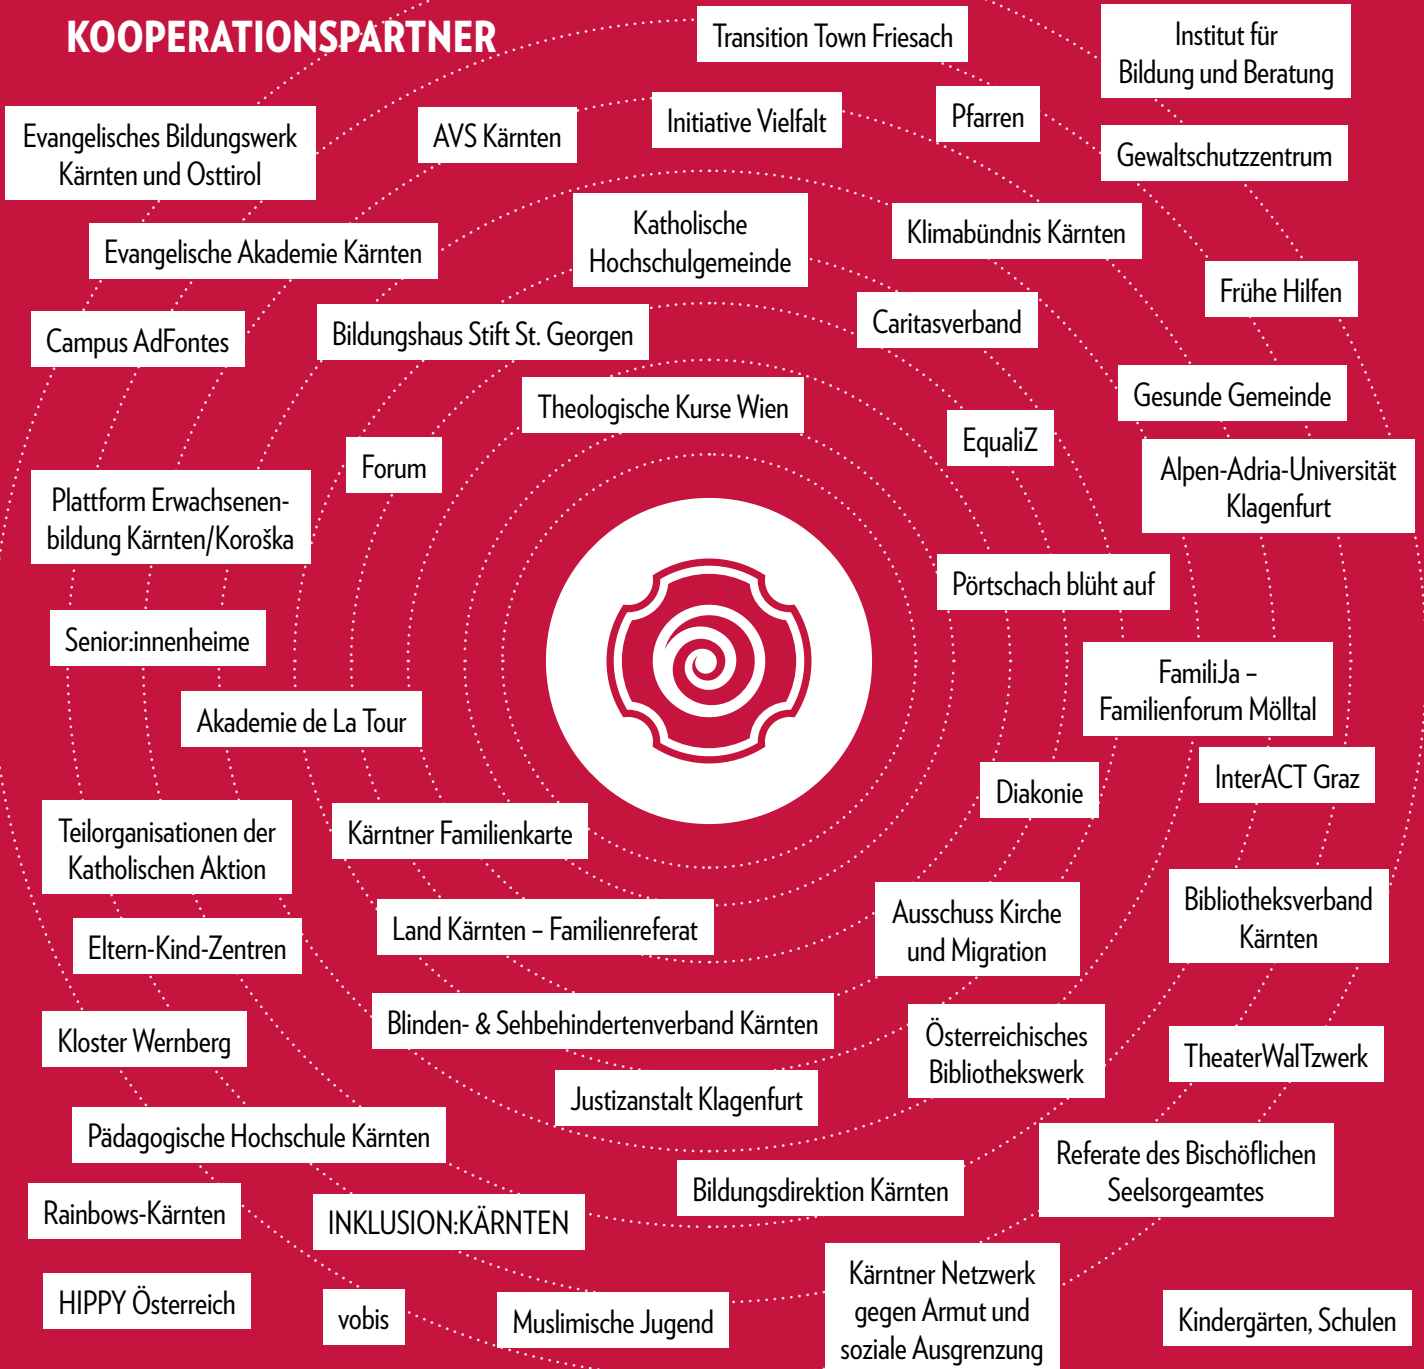 KOOPERATIONSPARTNER
Transition Town Friesach
Institut für
Bildung und Beratung
Evangelisches Bildungswerk
Kärnten und Osttirol
AVS Kärnten
Initiative Vielfalt
Pfarren
Gewaltschutzzentrum
Evangelische Akademie Kärnten
Katholische
Hochschulgemeinde
Klimabündnis Kärnten
Frühe Hilfen
Campus AdFontes
Bildungshaus Stift St. Georgen
Caritasverband
Theologische Kurse Wien
Gesunde Gemeinde
Forum
EqualiZ
Alpen-Adria-Universität
Klagenfurt
Plattform Erwachsenen-
bildung Kärnten/Koroška
Pörtschach blüht auf
Senior:innenheime
FamiliJa –
Familienforum Mölltal
Akademie de La Tour
InterACT Graz
Diakonie
Teilorganisationen der
Katholischen Aktion
Kärntner Familienkarte
Bibliotheksverband
Kärnten
Ausschuss Kirche
und Migration
Land Kärnten – Familienreferat
Eltern-Kind-Zentren
Blinden- & Sehbehindertenverband Kärnten
Österreichisches
Bibliothekswerk
Kloster Wernberg
TheaterWalTzwerk
Justizanstalt Klagenfurt
Pädagogische Hochschule Kärnten
Referate des Bischöflichen
Seelsorgeamtes
Bildungsdirektion Kärnten
Rainbows-Kärnten
INKLUSION:KÄRNTEN
HIPPY Österreich
vobis
Muslimische Jugend
Kärntner Netzwerk
gegen Armut und
soziale Ausgrenzung
Kindergärten, Schulen